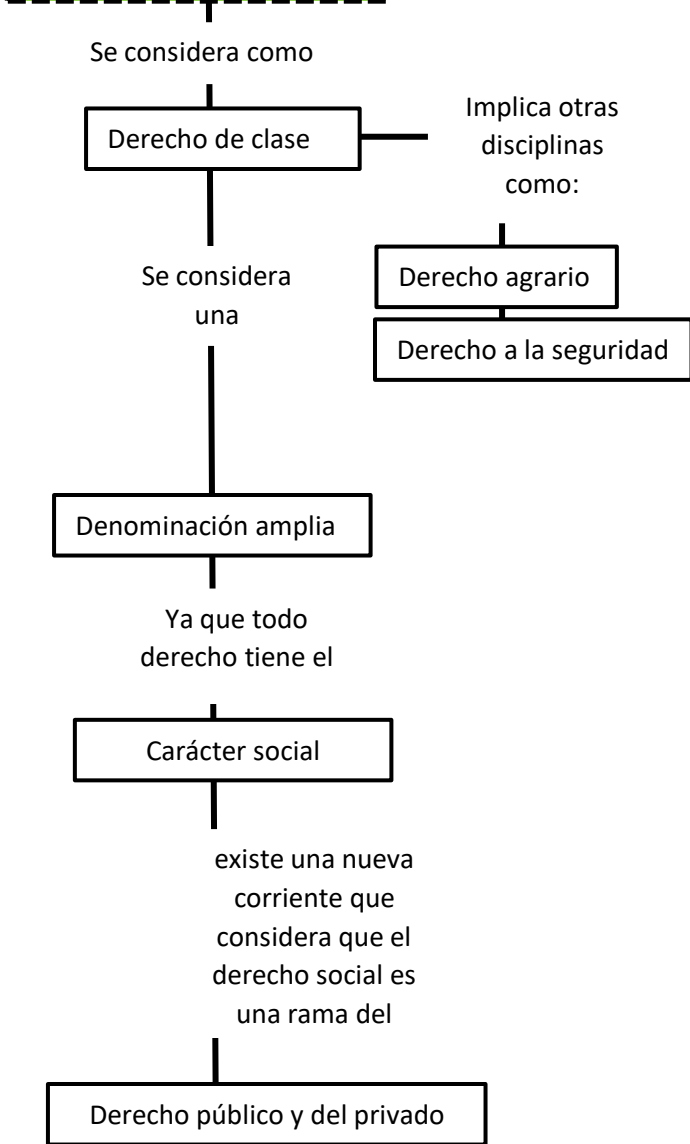 Se considera como
Derecho de clase
Implica otras
disciplinas
como:
Derecho agrario
Derecho a la seguridad
Se considera
una
Denominación amplia
Ya que todo
derecho tiene el
Carácter social
existe una nueva
corriente que
considera que el
derecho social es
una rama del
Derecho público y del privado